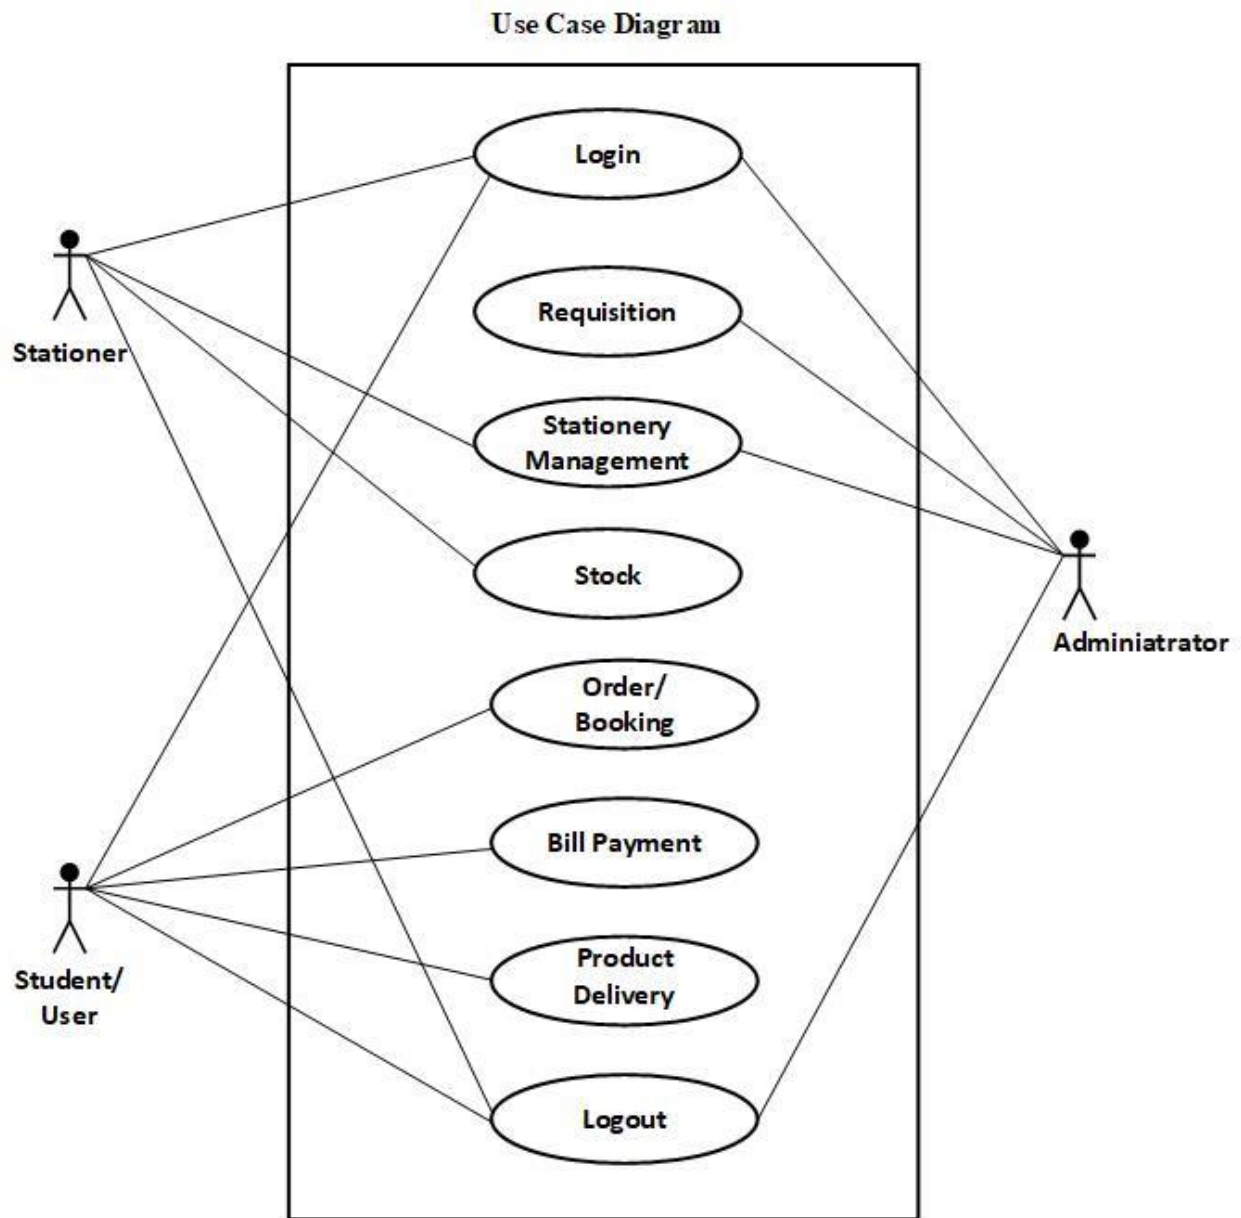 Use Case Diagram
Login
Requisition
Stationer
Stationery
Management
Stock
Adminiatrator
Order/
Booking
Bill Payment
Student/
User
Product
Delivery
Logout